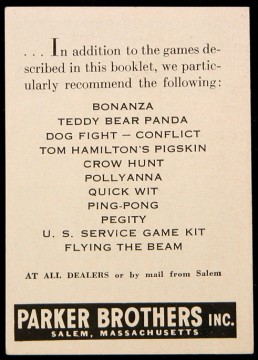 ... In addition to the games de-
scribed in this booklet, we partic-
ularly recommend the following:
BONANZA
TEDDY BEAR PANDA
DOG FIGHT — CONFLICT
TOM HAMILTON'S PIGSKIN
CROW HUNT
POLLYANNA
QUICK WIT
PING-PONG
PEGITY
U. S. SERVICE GAME KIT
FLYING THE BEAM
AT ALL DEALERS or by mail from Salem
PARKER BROTHERS INC.
SALEM, MASSACHUSETTS